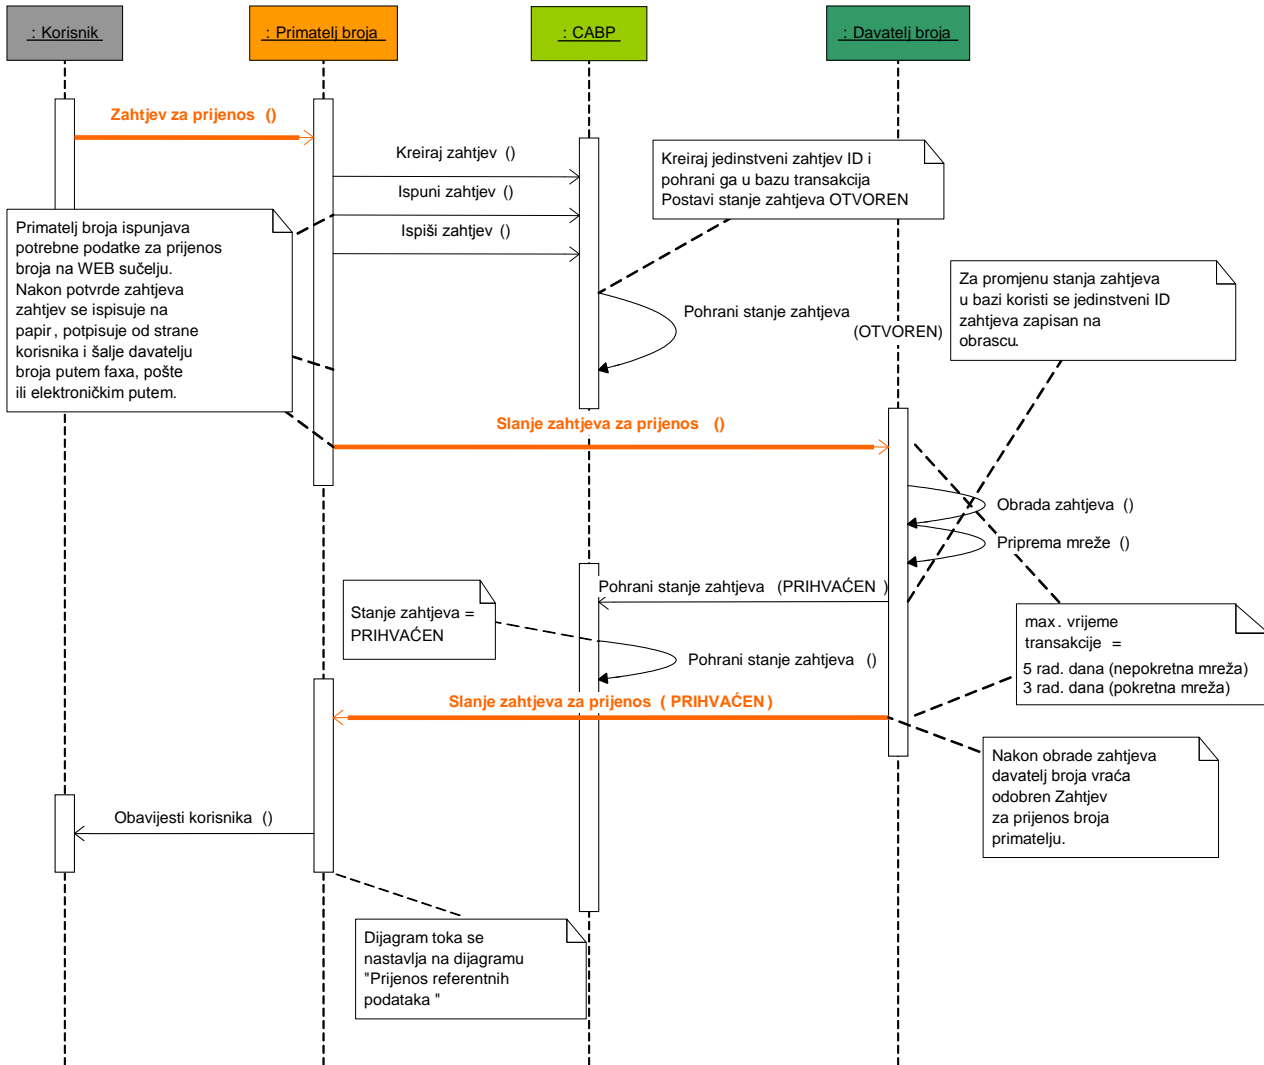 : Korisnik
: Primatelj broja
: CABP
: Davatelj broja
Zahtjev za prijenos ()
Kreiraj zahtjev ()
Ispuni zahtjev ()
Ispiši zahtjev ()
Kreiraj jedinstveni zahtjev ID i
pohrani ga u bazu transakcija
Postavi stanje zahtjeva OTVOREN
Primatelj broja ispunjava
potrebne podatke za prijenos
broja na WEB sučelju.
Nakon potvrde zahtjeva
zahtjev se ispisuje na
papir, potpisuje od strane
korisnika i šalje davatelju
broja putem faxa, pošte
ili elektroničkim putem.
Za promjenu stanja zahtjeva
u bazi koristi se jedinstveni ID
zahtjeva zapisan na
obrascu.
Pohrani stanje zahtjeva
(OTVOREN)
Slanje zahtjeva za prijenos ()
Obrada zahtjeva ()
Priprema mreže ()
Pohrani stanje zahtjeva (PRIHVAĆEN )
Stanje zahtjeva =
PRIHVAĆEN
Pohrani stanje zahtjeva ()
max. vrijeme
transakcije =
5 rad. dana (nepokretna mreža)
3 rad. dana (pokretna mreža)
Slanje zahtjeva za prijenos ( PRIHVAĆEN )
Nakon obrade zahtjeva
davatelj broja vraća
odobren Zahtjev
za prijenos broja
primatelju.
Obavijesti korisnika ()
Dijagram toka se
nastavlja na dijagramu
"Prijenos referentnih
podataka "